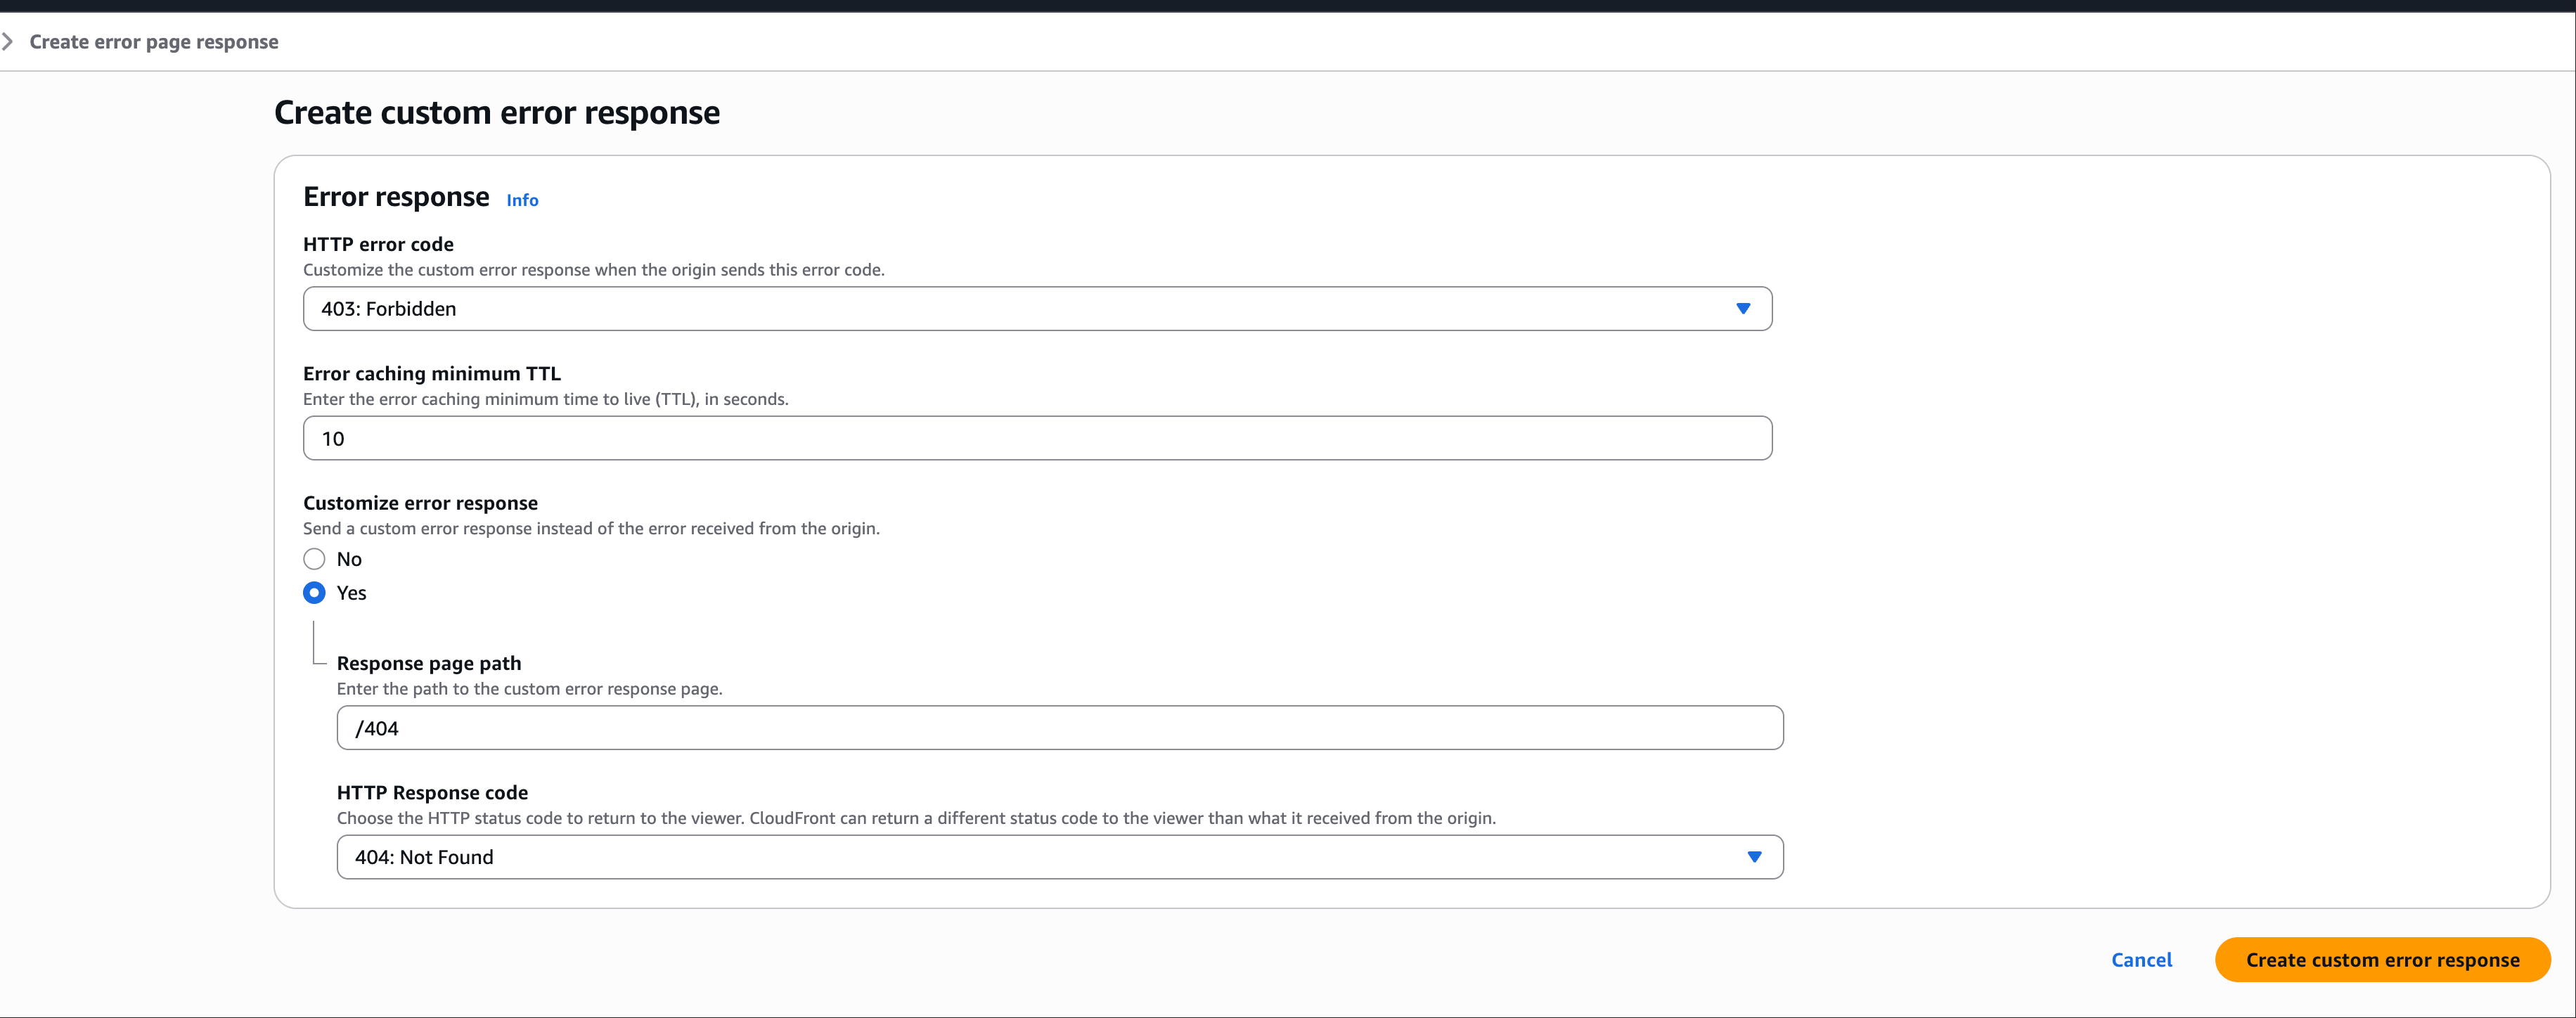 Create error page response
Create custom error response
Error response Info
HTTP error code
Customize the custom error response when the origin sends this error code.
403: Forbidden
Error caching minimum TTL
Enter the error caching minimum time to live (TTL), in seconds.
10
Customize error response
Send a custom error response instead of the error received from the origin.
No
Yes
Response page path
Enter the path to the custom error response page.
/404
HTTP Response code
Choose the HTTP status code to return to the viewer. CloudFront can return a different status code to the viewer than what it received from the origin.
404: Not Found
Cancel Create custom error response